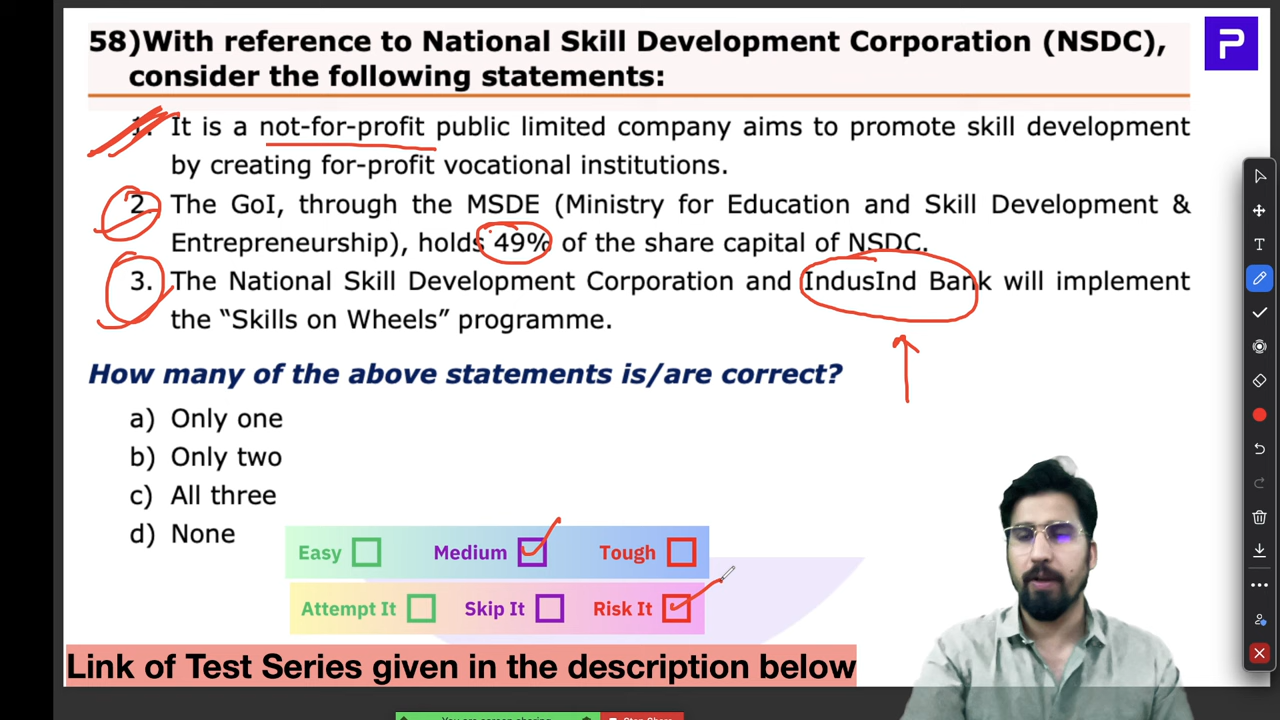 58)With reference to National Skill Development Corporation (NSDC),
consider the following statements:
1. It is a not-for-profit public limited company aims to promote skill development
by creating for-profit vocational institutions.
2. The GoI, through the MSDE (Ministry for Education and Skill Development &
Entrepreneurship), holds 49% of the share capital of NSDC.
3. The National Skill Development Corporation and IndusInd Bank will implement
the “Skills on Wheels” programme.
How many of the above statements is/are correct?
a) Only one
b) Only two
c) All three
d) None
Easy Medium Tough
Attempt It Skip It Risk It
Link of Test Series given in the description below